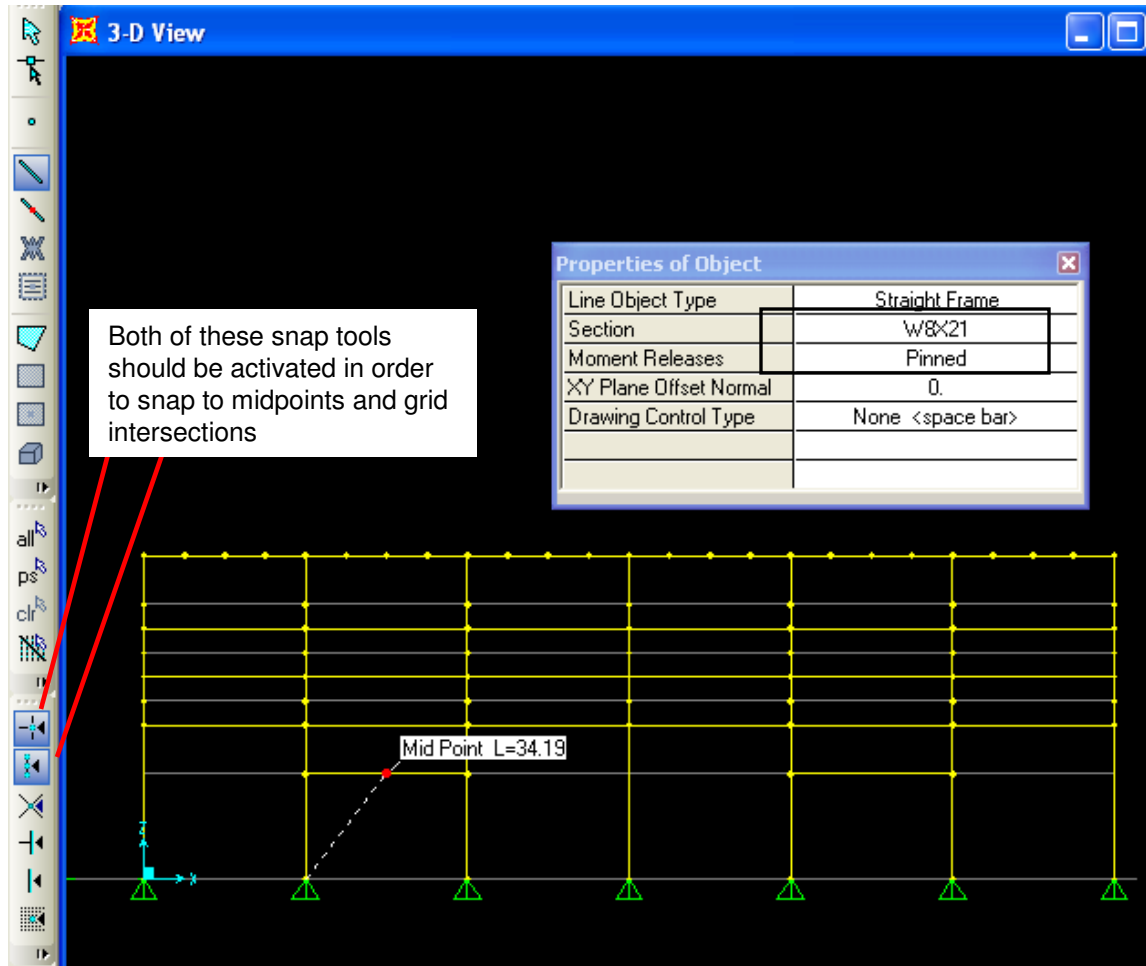 3-D View
Properties of Object
Line Object Type Straight Frame
Section W8X21
Moment Releases Pinned
XY Plane Offset Normal 0.
Drawing Control Type None <space bar>
Both of these snap tools
should be activated in order
to snap to midpoints and grid
intersections
all
ps
clr
Mid Point L=34.19
Z
X